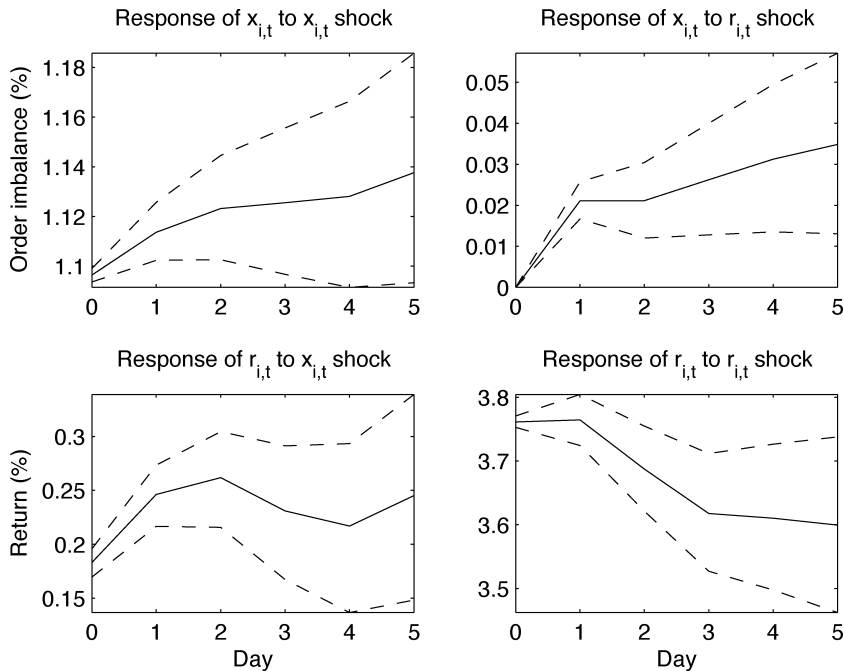 Response of x_{i,t} to x_{i,t} shock
Order imbalance (%)
1.18
1.16
1.14
1.12
1.1
0 1 2 3 4 5
Response of x_{i,t} to r_{i,t} shock
0.05
0.04
0.03
0.02
0.01
0
0 1 2 3 4 5
Response of r_{i,t} to x_{i,t} shock
Return (%)
0.3
0.25
0.2
0.15
0 1 2 3 4 5
Day
Response of r_{i,t} to r_{i,t} shock
3.8
3.7
3.6
3.5
0 1 2 3 4 5
Day